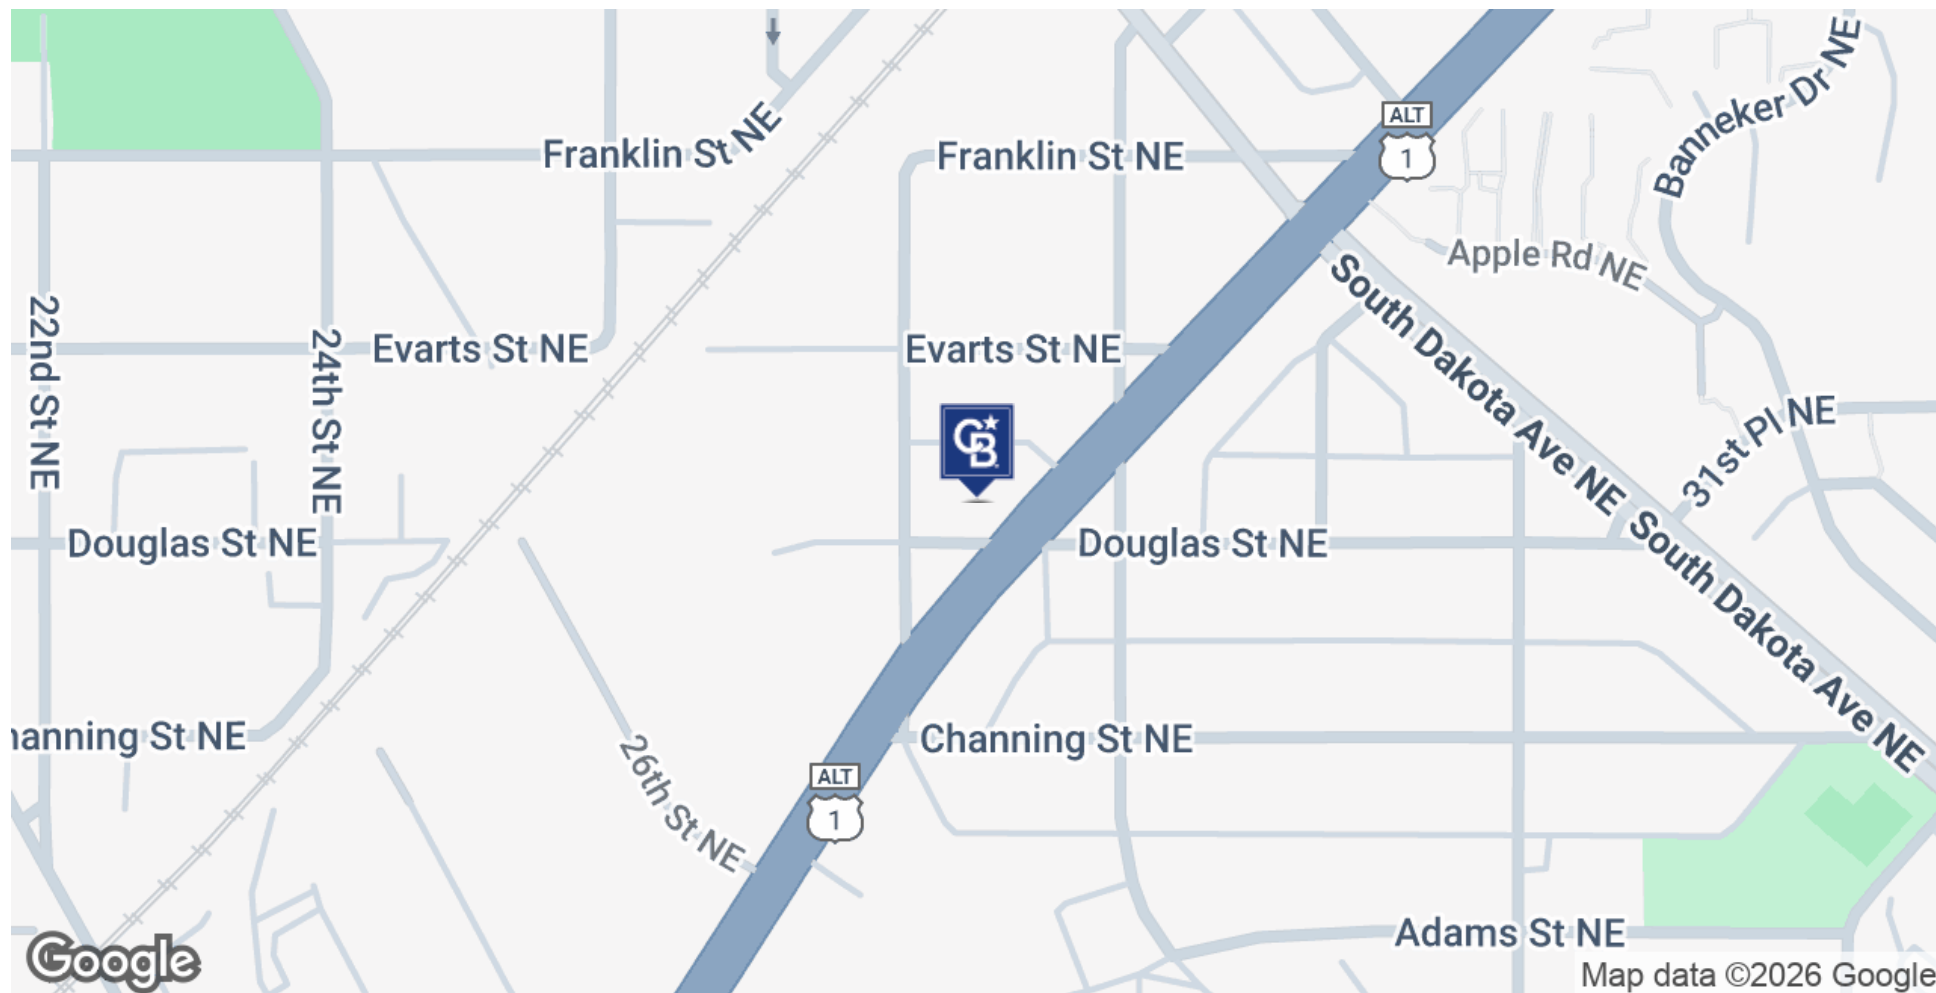 Banneker Dr NE
ALT
1
Franklin St NE
Franklin St NE
Apple Rd NE
South Dakota Ave NE
22nd St NE
24th St NE
Evarts St NE
Evarts St NE
31st Pl NE
CB
Douglas St NE
Douglas St NE
South Dakota Ave NE
hanning St NE
26th St NE
Channing St NE
ALT
1
Adams St NE
Google
Map data ©2026 Google